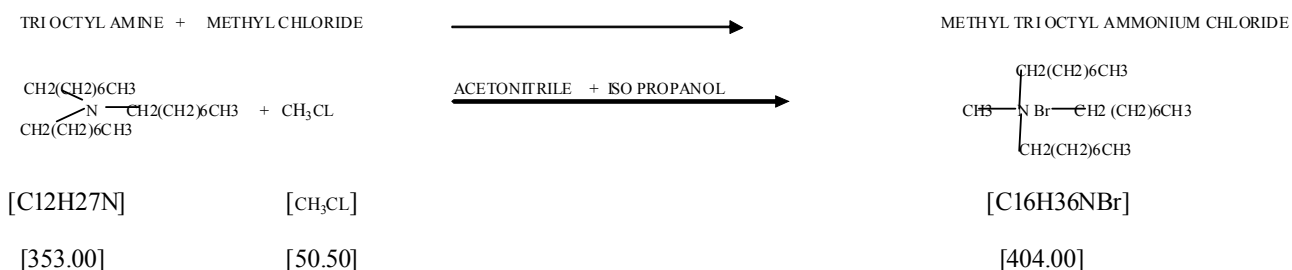 TRI OCTYL AMINE + METHYL CHLORIDE METHYL TRI OCTYL AMMONIUM CHLORIDE
CH2(CH2)6CH3 ACETONITRILE + ISO PROPANOL CH2(CH2)6CH3
N CH2(CH2)6CH3 + CH₃CL CH3 N Br CH2 (CH2)6CH3
CH2(CH2)6CH3 CH2(CH2)6CH3
[C12H27N] [CH₃CL] [C16H36NBr]
[353.00] [50.50] [404.00]